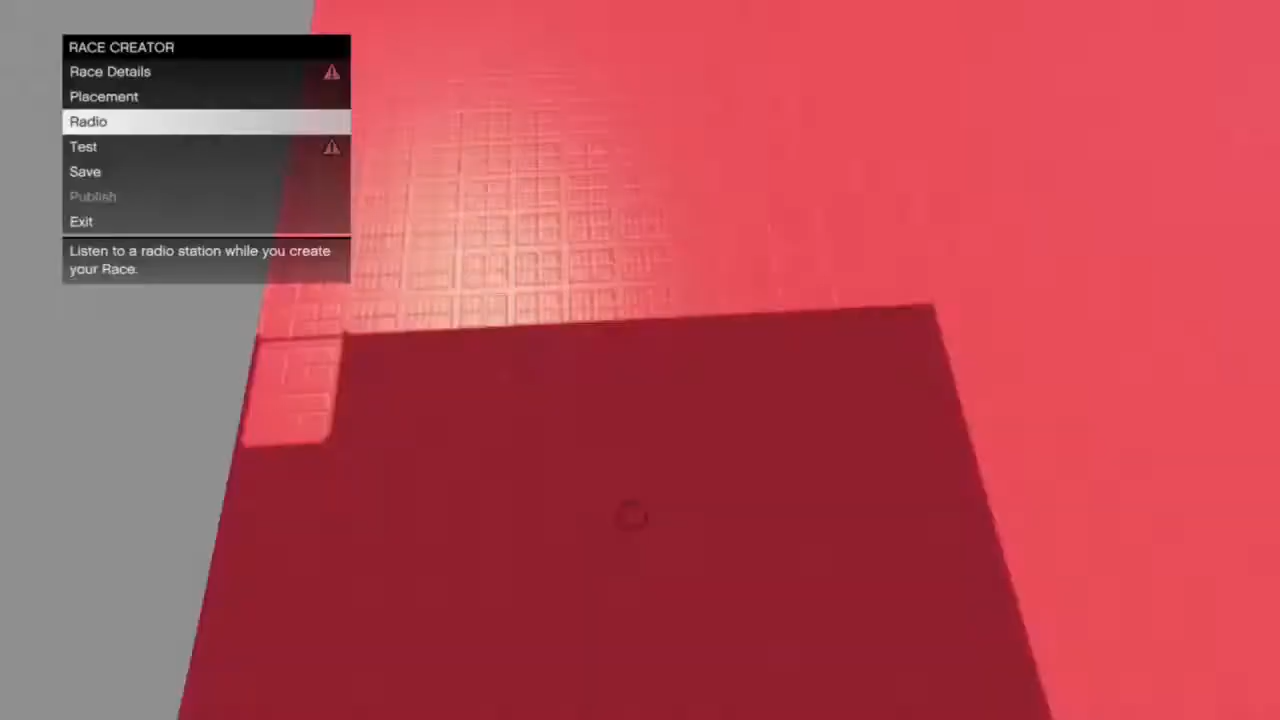 RACE CREATOR
Race Details
Placement
Radio
Test
Save
Publish
Exit
Listen to a radio station while you create
your Race.